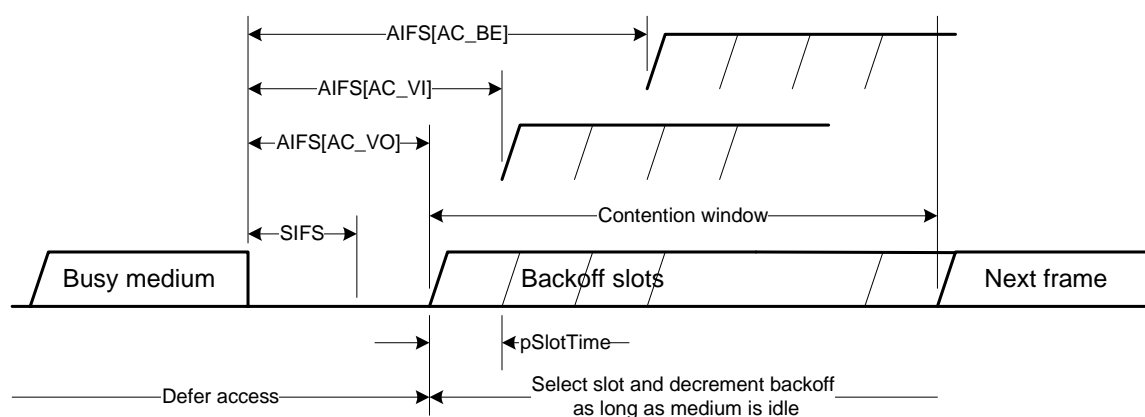 AIFS[AC_BE]
AIFS[AC_VI]
AIFS[AC_VO]
Contention window
SIFS
Busy medium
Backoff slots
Next frame
pSlotTime
Defer access
Select slot and decrement backoff
as long as medium is idle